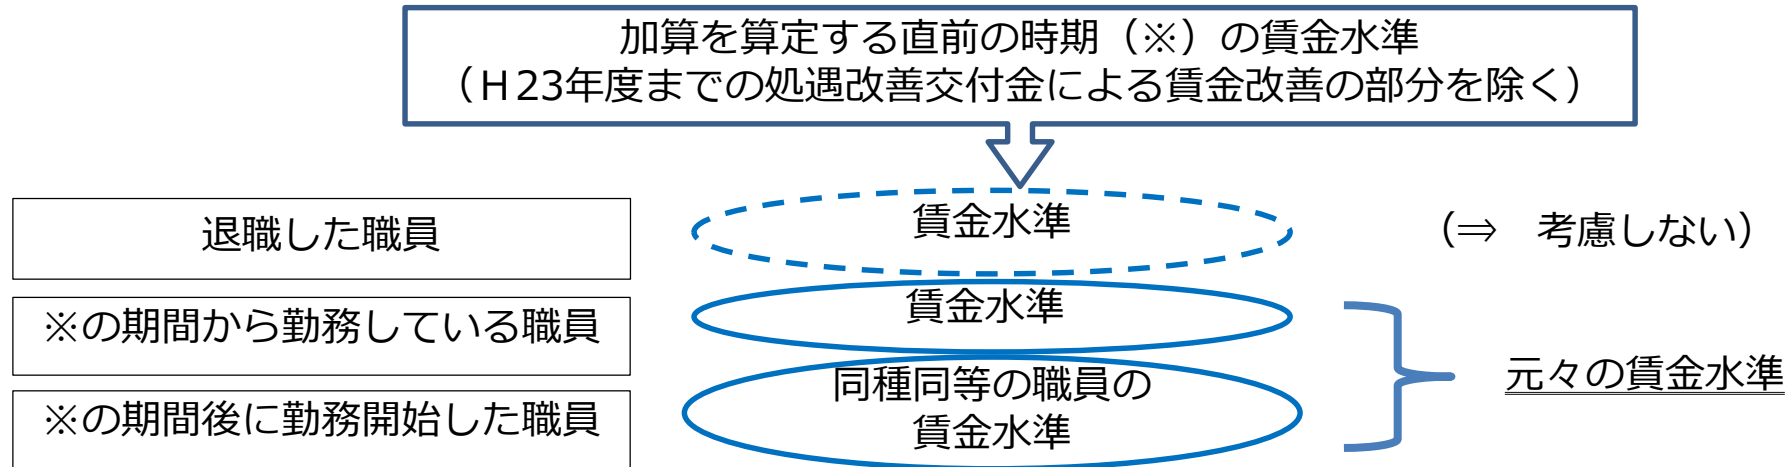 加算を算定する直前の時期（※）の賃金水準
（Ｈ23年度までの処遇改善交付金による賃金改善の部分を除く）
退職した職員
賃金水準
（⇒　考慮しない）
※の期間から勤務している職員
賃金水準
※の期間後に勤務開始した職員
同種同等の職員の
賃金水準
元々の賃金水準